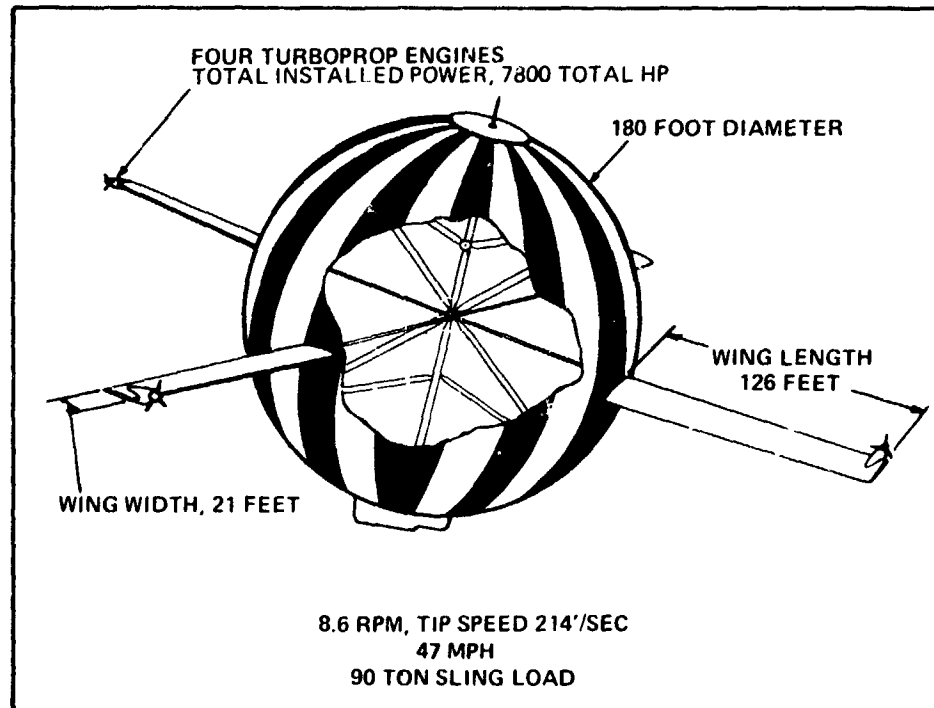 FOUR TURBOPROP ENGINES
TOTAL INSTALLED POWER, 7800 TOTAL HP
180 FOOT DIAMETER
WING LENGTH
126 FEET
WING WIDTH, 21 FEET
8.6 RPM, TIP SPEED 214'/SEC
47 MPH
90 TON SLING LOAD